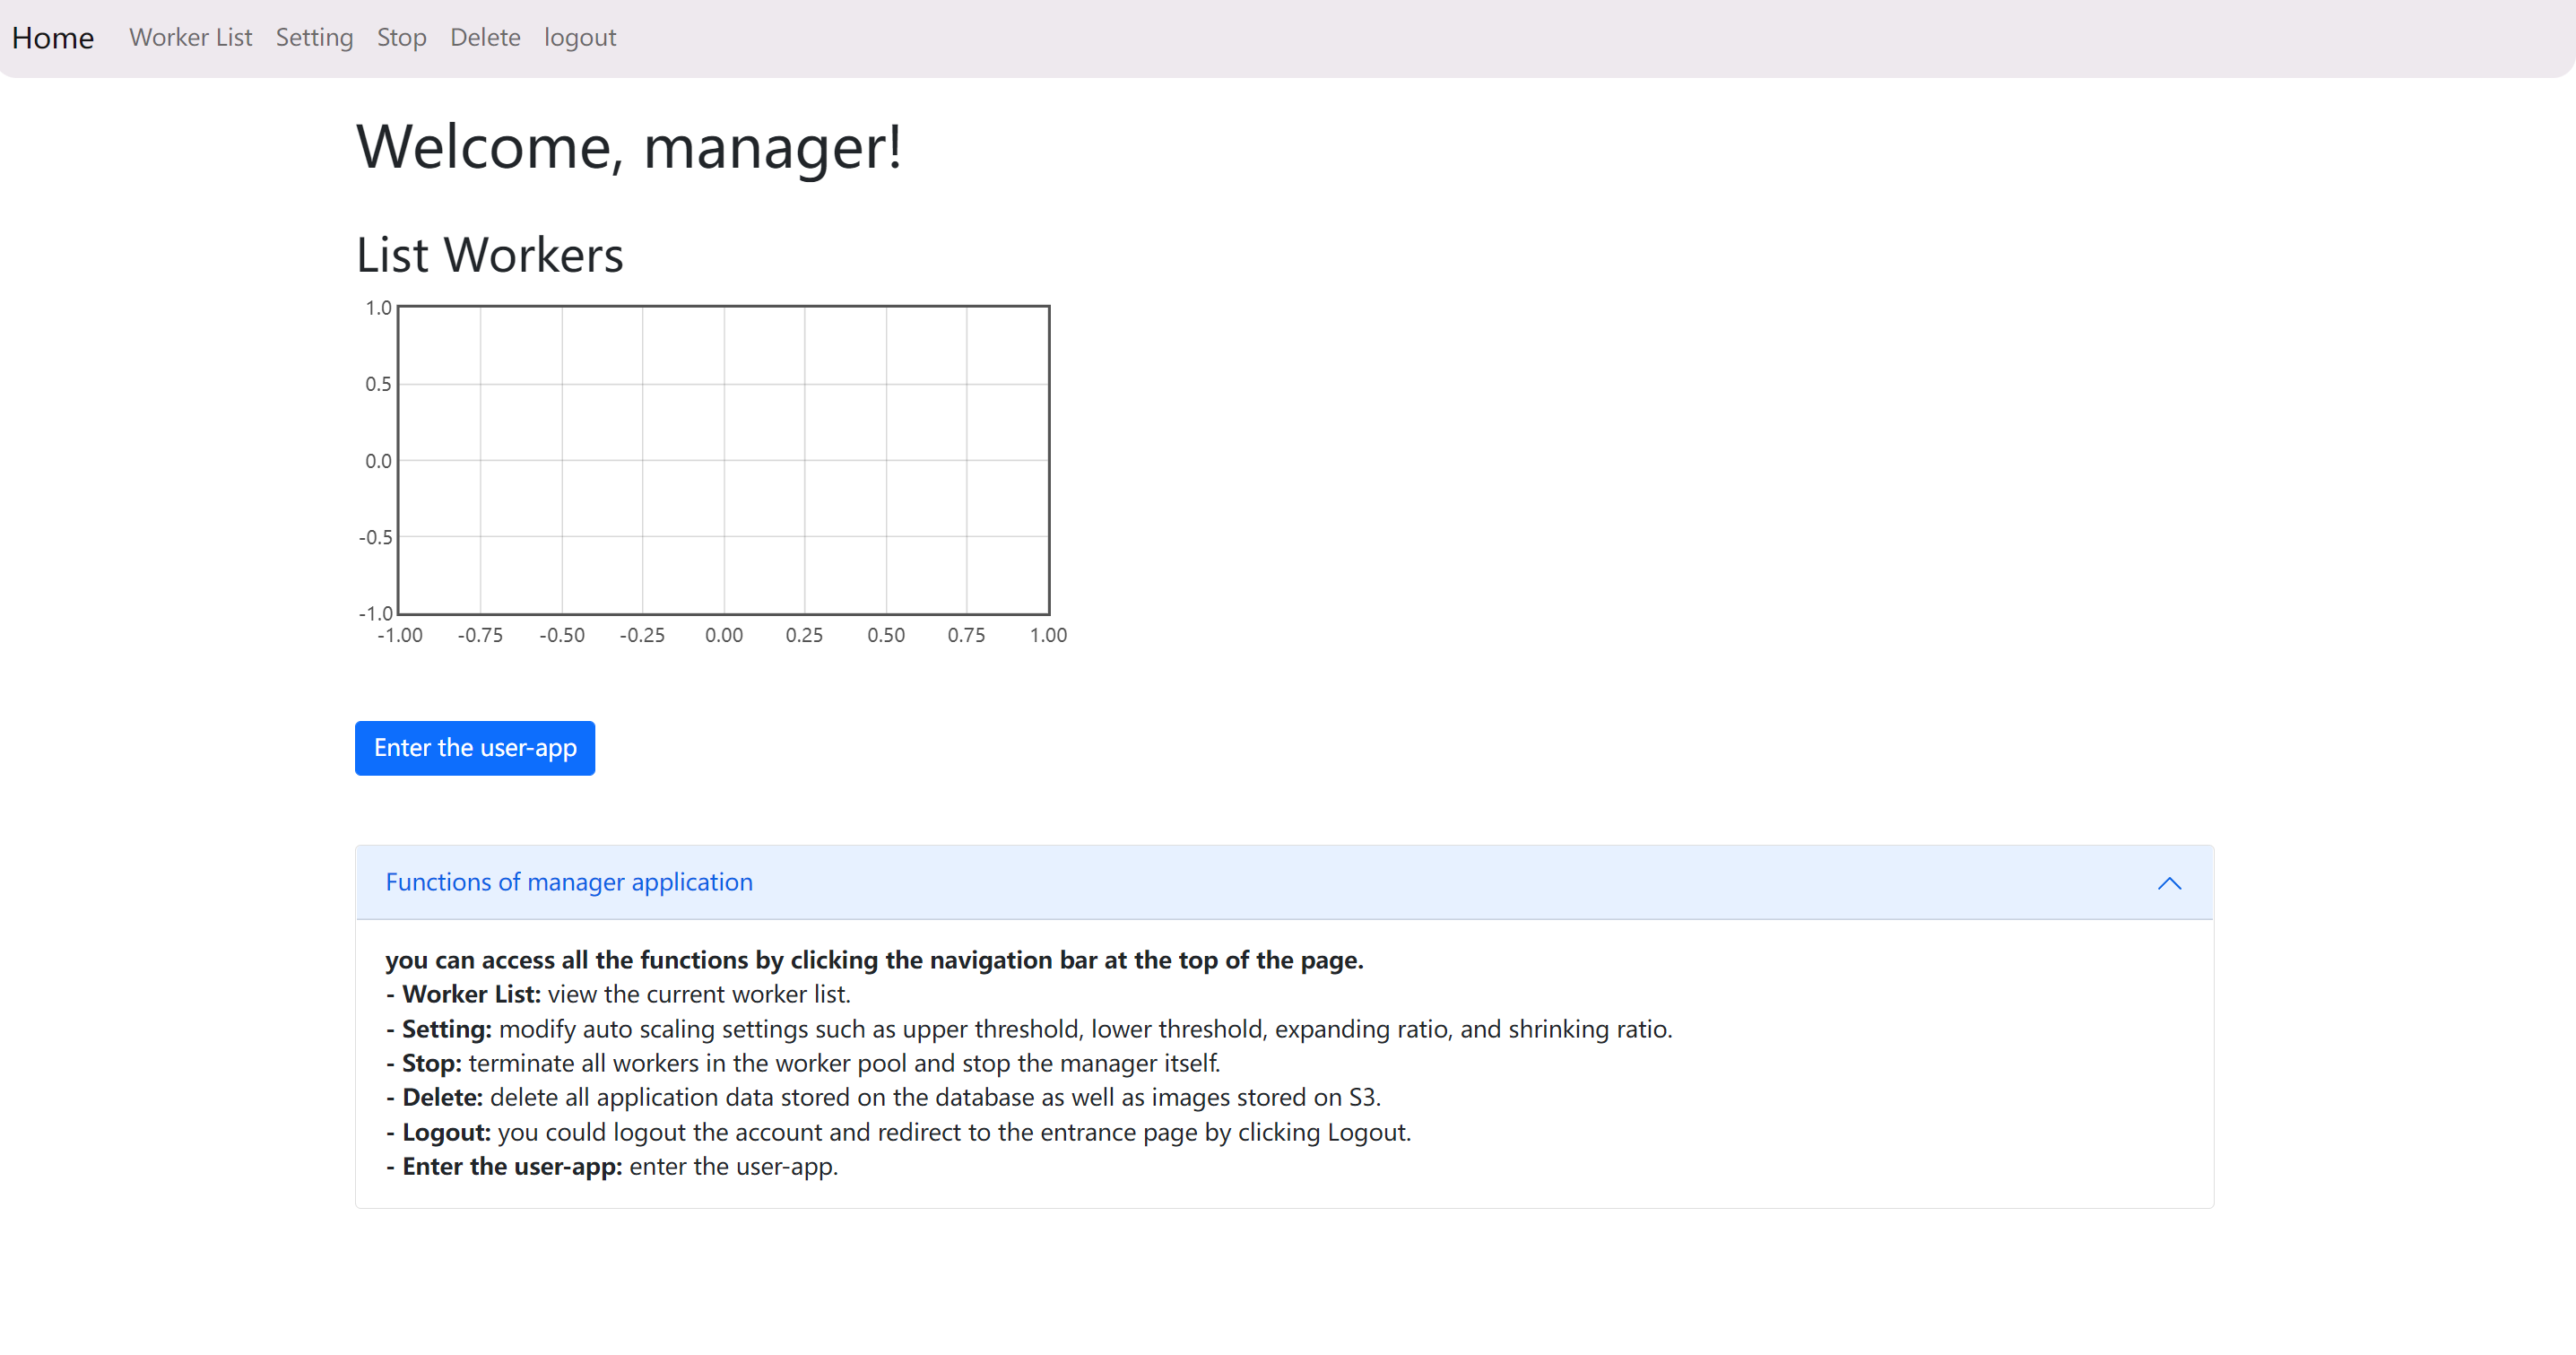 Home Worker List Setting Stop Delete logout
Welcome, manager!
List Workers
1.0
0.5
0.0
-0.5
-1.0
-1.00 -0.75 -0.50 -0.25 0.00 0.25 0.50 0.75 1.00
Enter the user-app
Functions of manager application
you can access all the functions by clicking the navigation bar at the top of the page.
- Worker List: view the current worker list.
- Setting: modify auto scaling settings such as upper threshold, lower threshold, expanding ratio, and shrinking ratio.
- Stop: terminate all workers in the worker pool and stop the manager itself.
- Delete: delete all application data stored on the database as well as images stored on S3.
- Logout: you could logout the account and redirect to the entrance page by clicking Logout.
- Enter the user-app: enter the user-app.